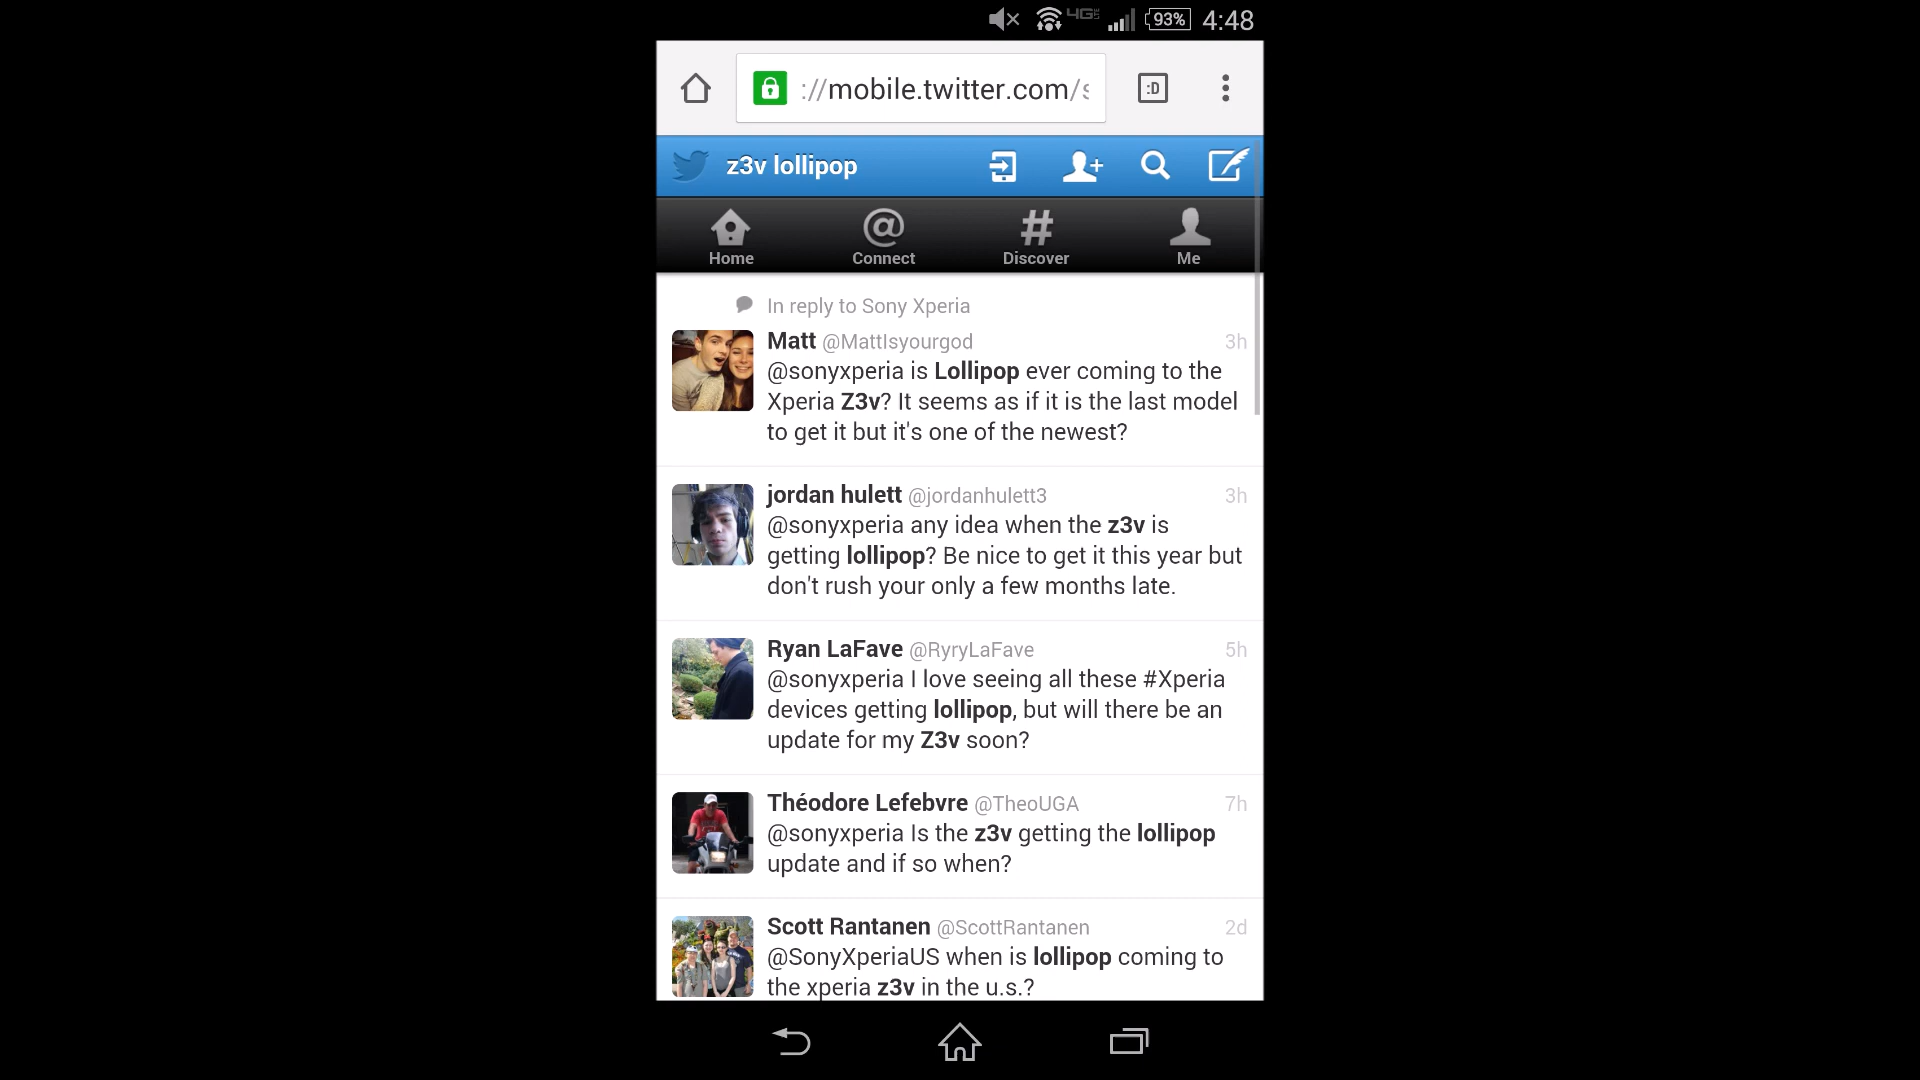 4G LTE 93% 4:48
://mobile.twitter.com/s
:D
z3v lollipop
Home Connect Discover Me
In reply to Sony Xperia
Matt @MattIsyourgod 3h
@sonyxperia is Lollipop ever coming to the
Xperia Z3v? It seems as if it is the last model
to get it but it's one of the newest?
jordan hulett @jordanhulett3 3h
@sonyxperia any idea when the z3v is
getting lollipop? Be nice to get it this year but
don't rush your only a few months late.
Ryan LaFave @RyryLaFave 5h
@sonyxperia I love seeing all these #Xperia
devices getting lollipop, but will there be an
update for my Z3v soon?
Théodore Lefebvre @TheoUGA 7h
@sonyxperia Is the z3v getting the lollipop
update and if so when?
Scott Rantanen @ScottRantanen 2d
@SonyXperiaUS when is lollipop coming to
the xperia z3v in the u.s.?